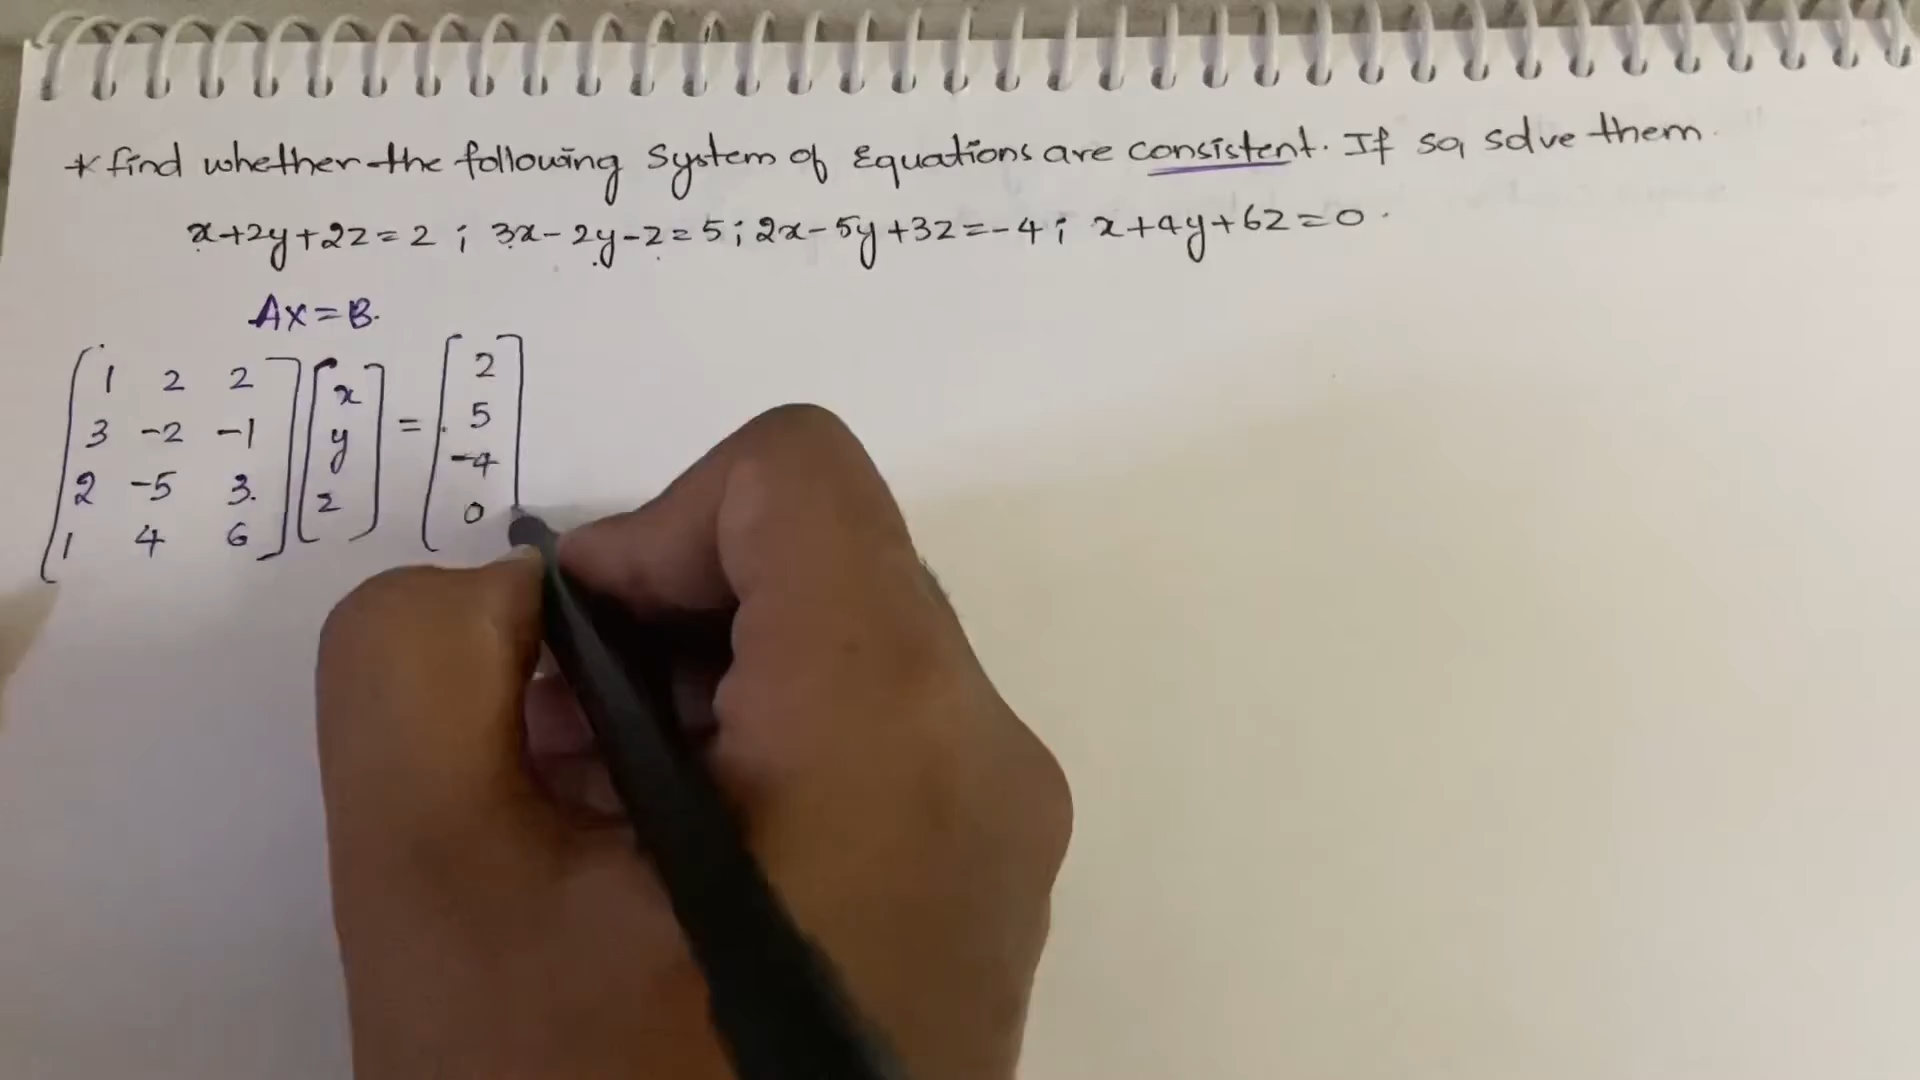 * find whether the following system of Equations are consistent. If so, solve them.
x+2y+2z=2 ; 3x-2y-z=5 ; 2x-5y+3z=-4 ; x+4y+6z=0.
AX=B.
[1 2 2] [x] = [2]
[3 -2 -1] [y] [5]
[2 -5 3.] [z] [-4]
[1 4 6] [0]